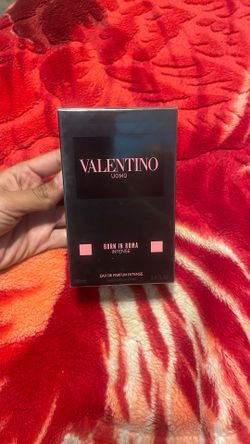 VALENTINO
UOMO
BORN IN ROMA
INTENSE
EAU DE PARFUM INTENSE